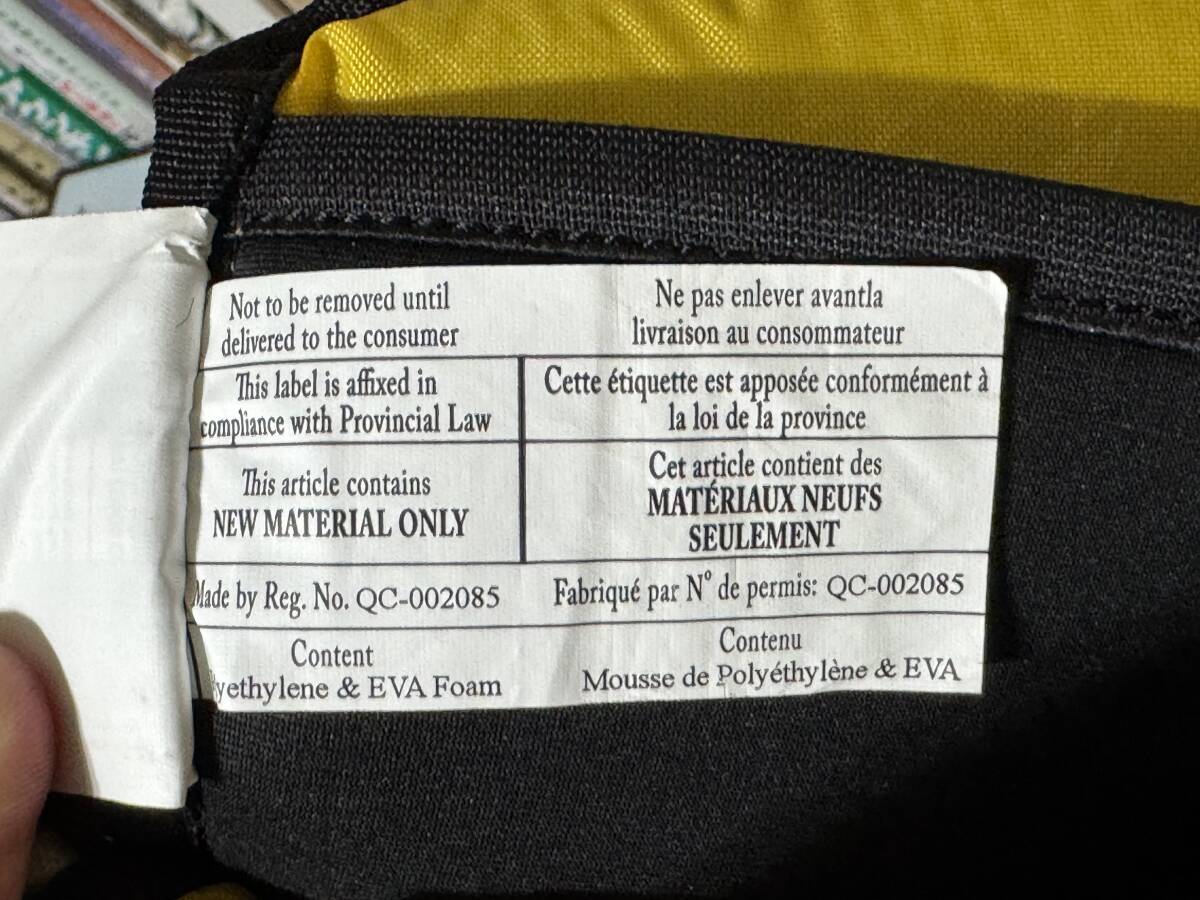 Not to be removed until
delivered to the consumer
Ne pas enlever avantla
livraison au consommateur
This label is affixed in
compliance with Provincial Law
Cette étiquette est apposée conformément à
la loi de la province
This article contains
NEW MATERIAL ONLY
Cet article contient des
MATÉRIAUX NEUFS
SEULEMENT
Made by Reg. No. QC-002085
Fabriqué par N° de permis: QC-002085
Content
yethylene & EVA Foam
Contenu
Mousse de Polyéthylène & EVA